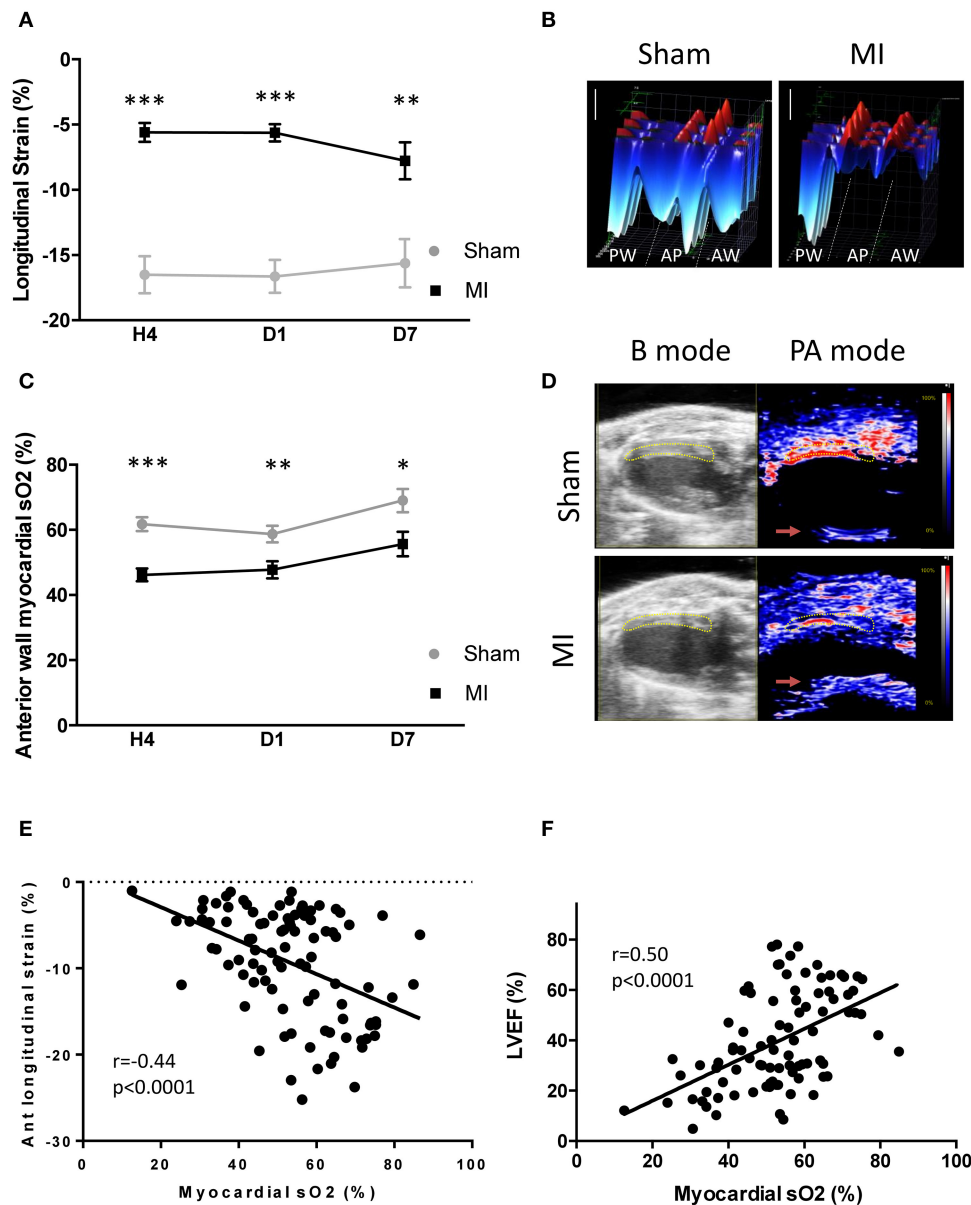 A
Longitudinal Strain (%)
0
-5
-10
-15
-20
***
***
**
Sham
MI
H4
D1
D7
B
Sham
MI
PW
AP
AW
PW
AP
AW
C
Anterior wall myocardial sO2 (%)
80
60
40
20
0
***
**
*
Sham
MI
H4
D1
D7
D
B mode
PA mode
Sham
100%
0%
MI
100%
0%
E
Ant longitudinal strain (%)
0
-10
-20
-30
r=-0.44
p<0.0001
0
20
40
60
80
100
Myocardial sO2 (%)
F
LVEF (%)
80
60
40
20
0
r=0.50
p<0.0001
0
20
40
60
80
100
Myocardial sO2 (%)